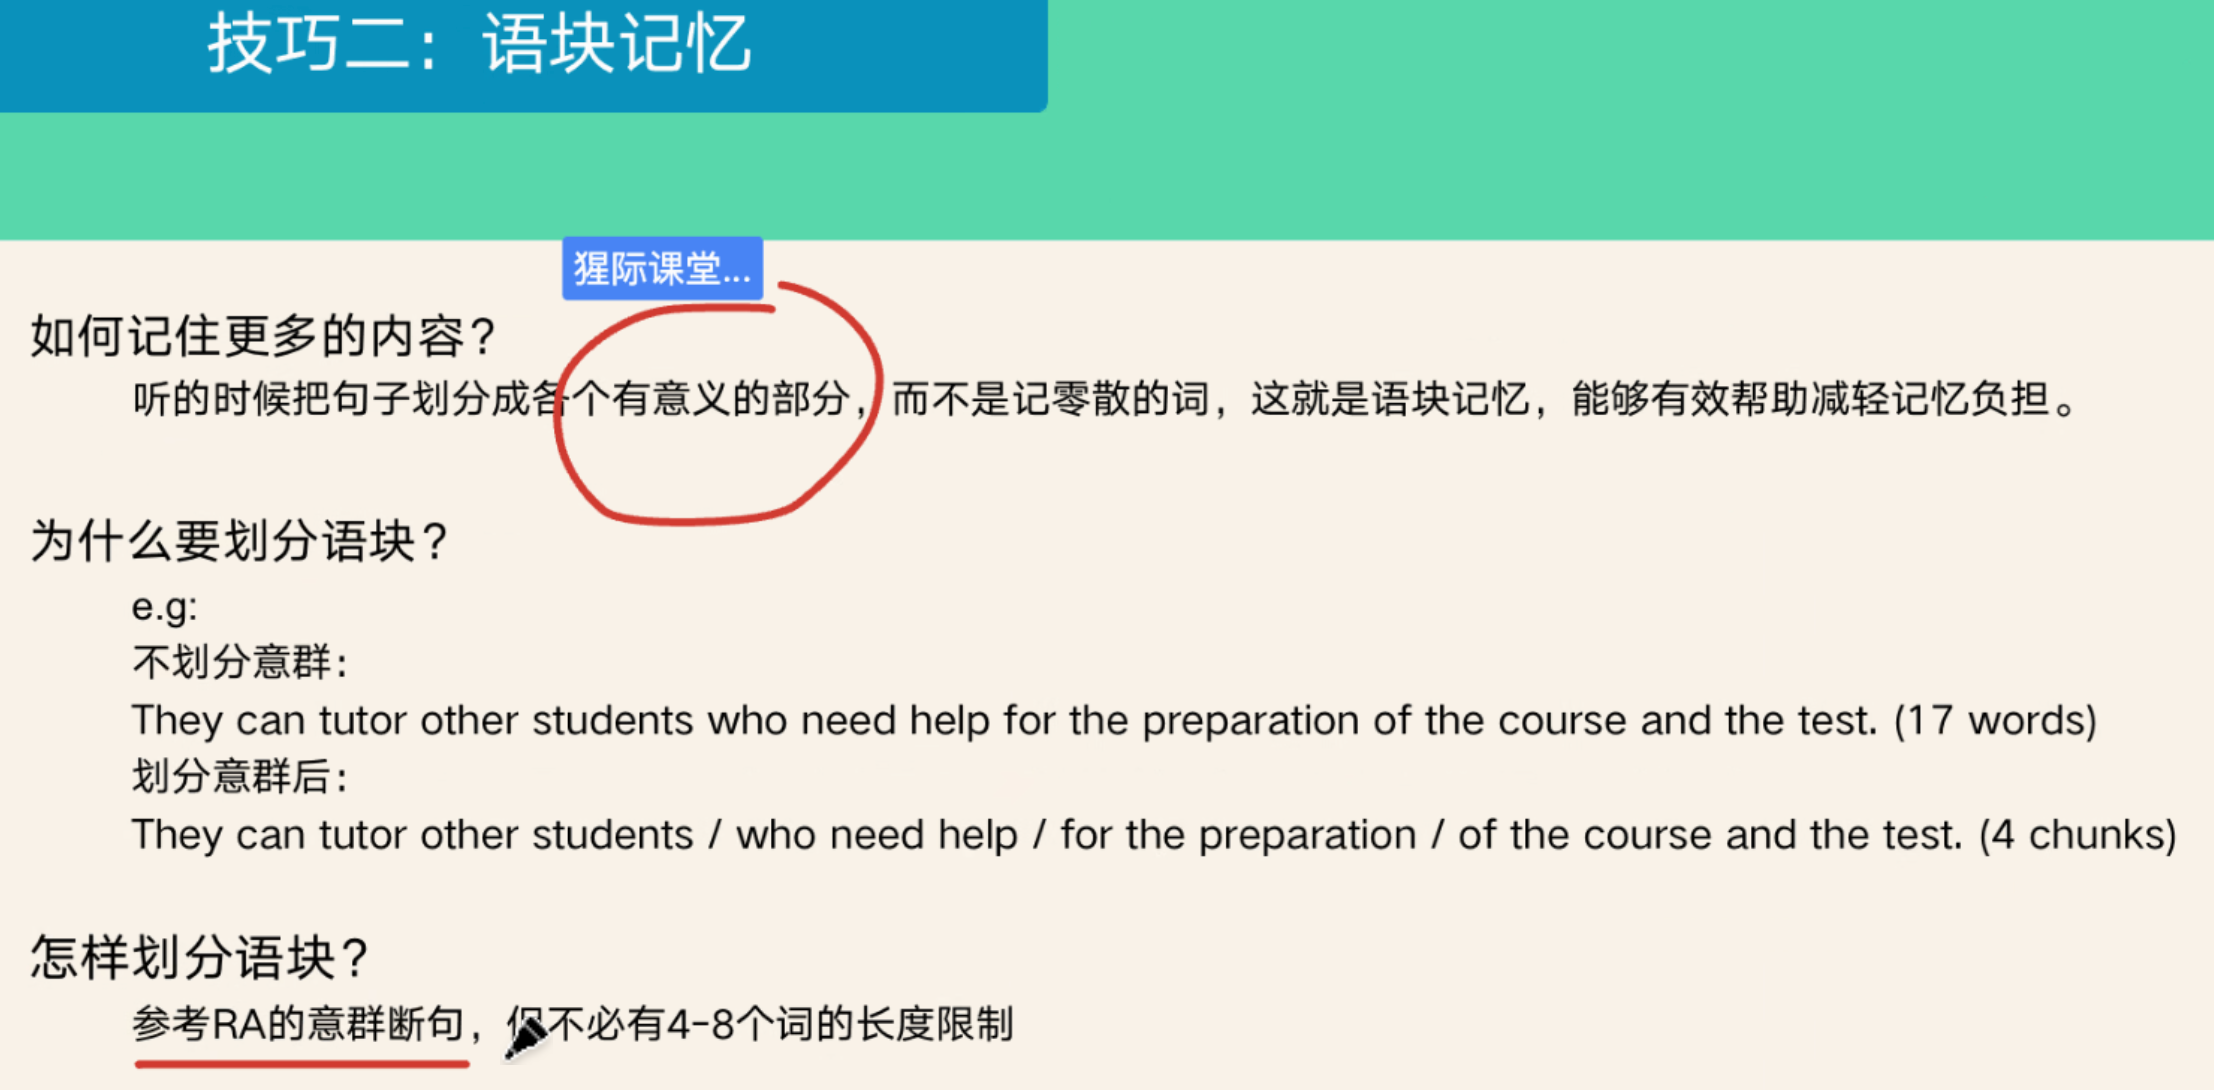 技巧二：语块记忆
猩际课堂...
如何记住更多的内容？
听的时候把句子划分成各个有意义的部分，而不是记零散的词，这就是语块记忆，能够有效帮助减轻记忆负担。
为什么要划分语块？
e.g:
不划分意群：
They can tutor other students who need help for the preparation of the course and the test. (17 words)
划分意群后：
They can tutor other students / who need help / for the preparation / of the course and the test. (4 chunks)
怎样划分语块？
参考RA的意群断句，但不必有4-8个词的长度限制